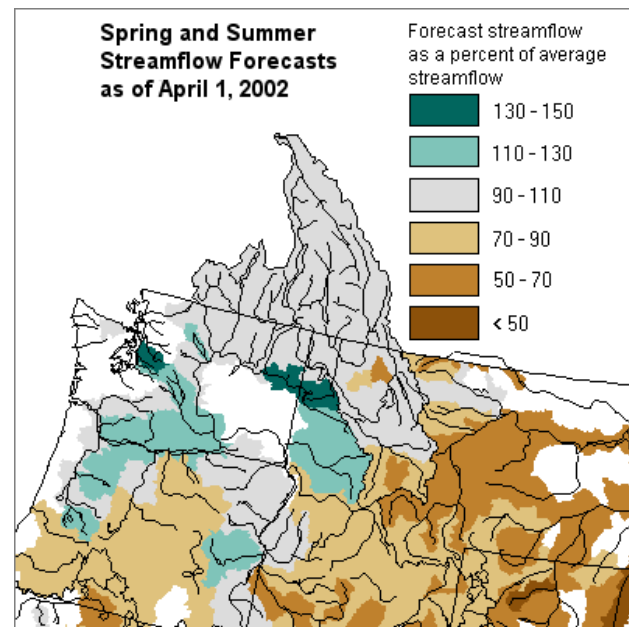 Spring and Summer
Streamflow Forecasts
as of April 1, 2002
Forecast streamflow
as a percent of average
streamflow
130 - 150
110 - 130
90 - 110
70 - 90
50 - 70
< 50